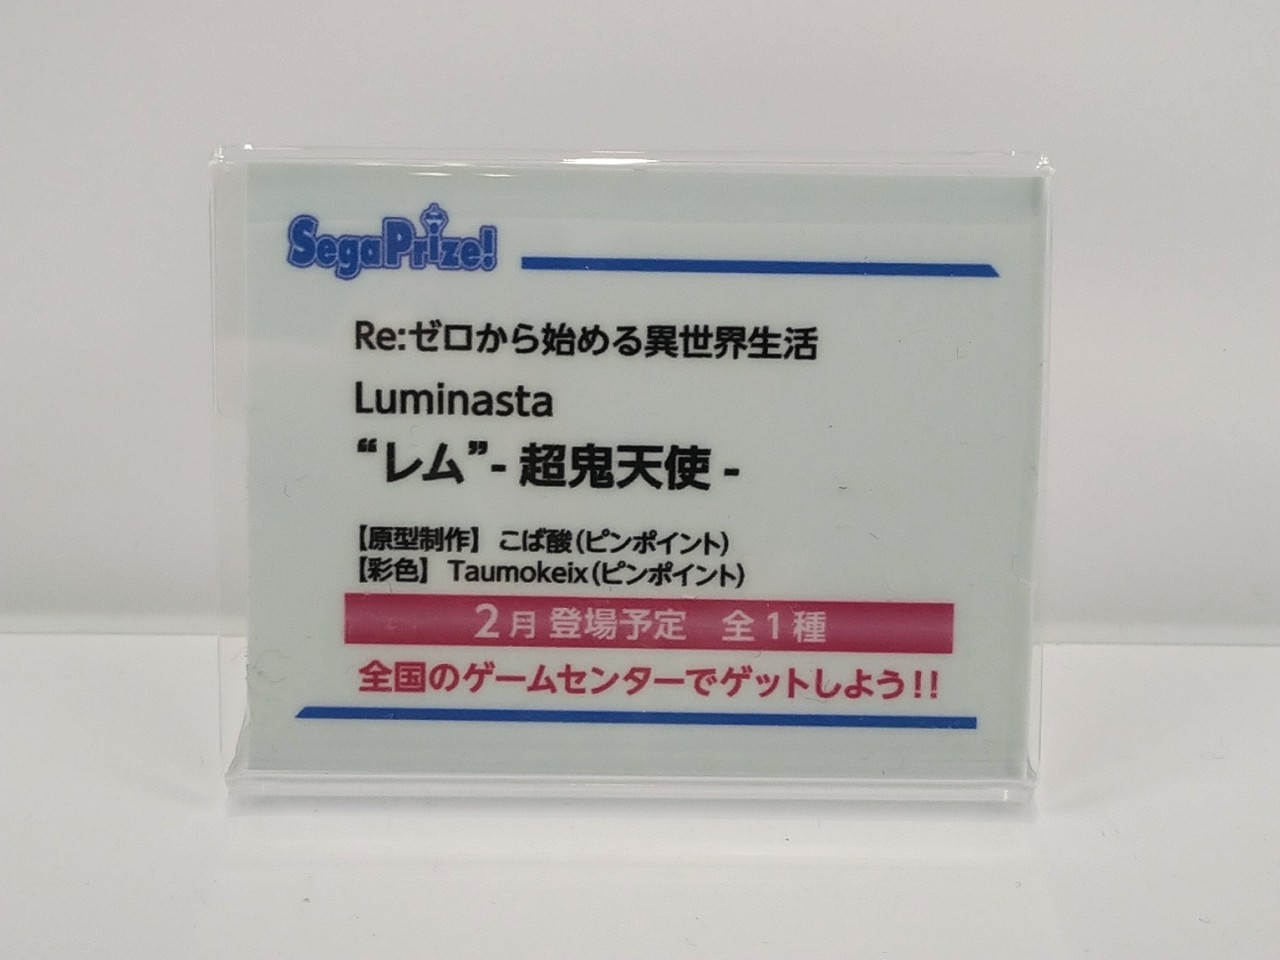 SegaPrize!
Re:ゼロから始める異世界生活
Luminasta
“レム”- 超鬼天使 -
【原型制作】 こば酸(ピンポイント)
【彩色】 Taumokeix(ピンポイント)
2月 登場予定 全1種
全国のゲームセンターでゲットしよう!!